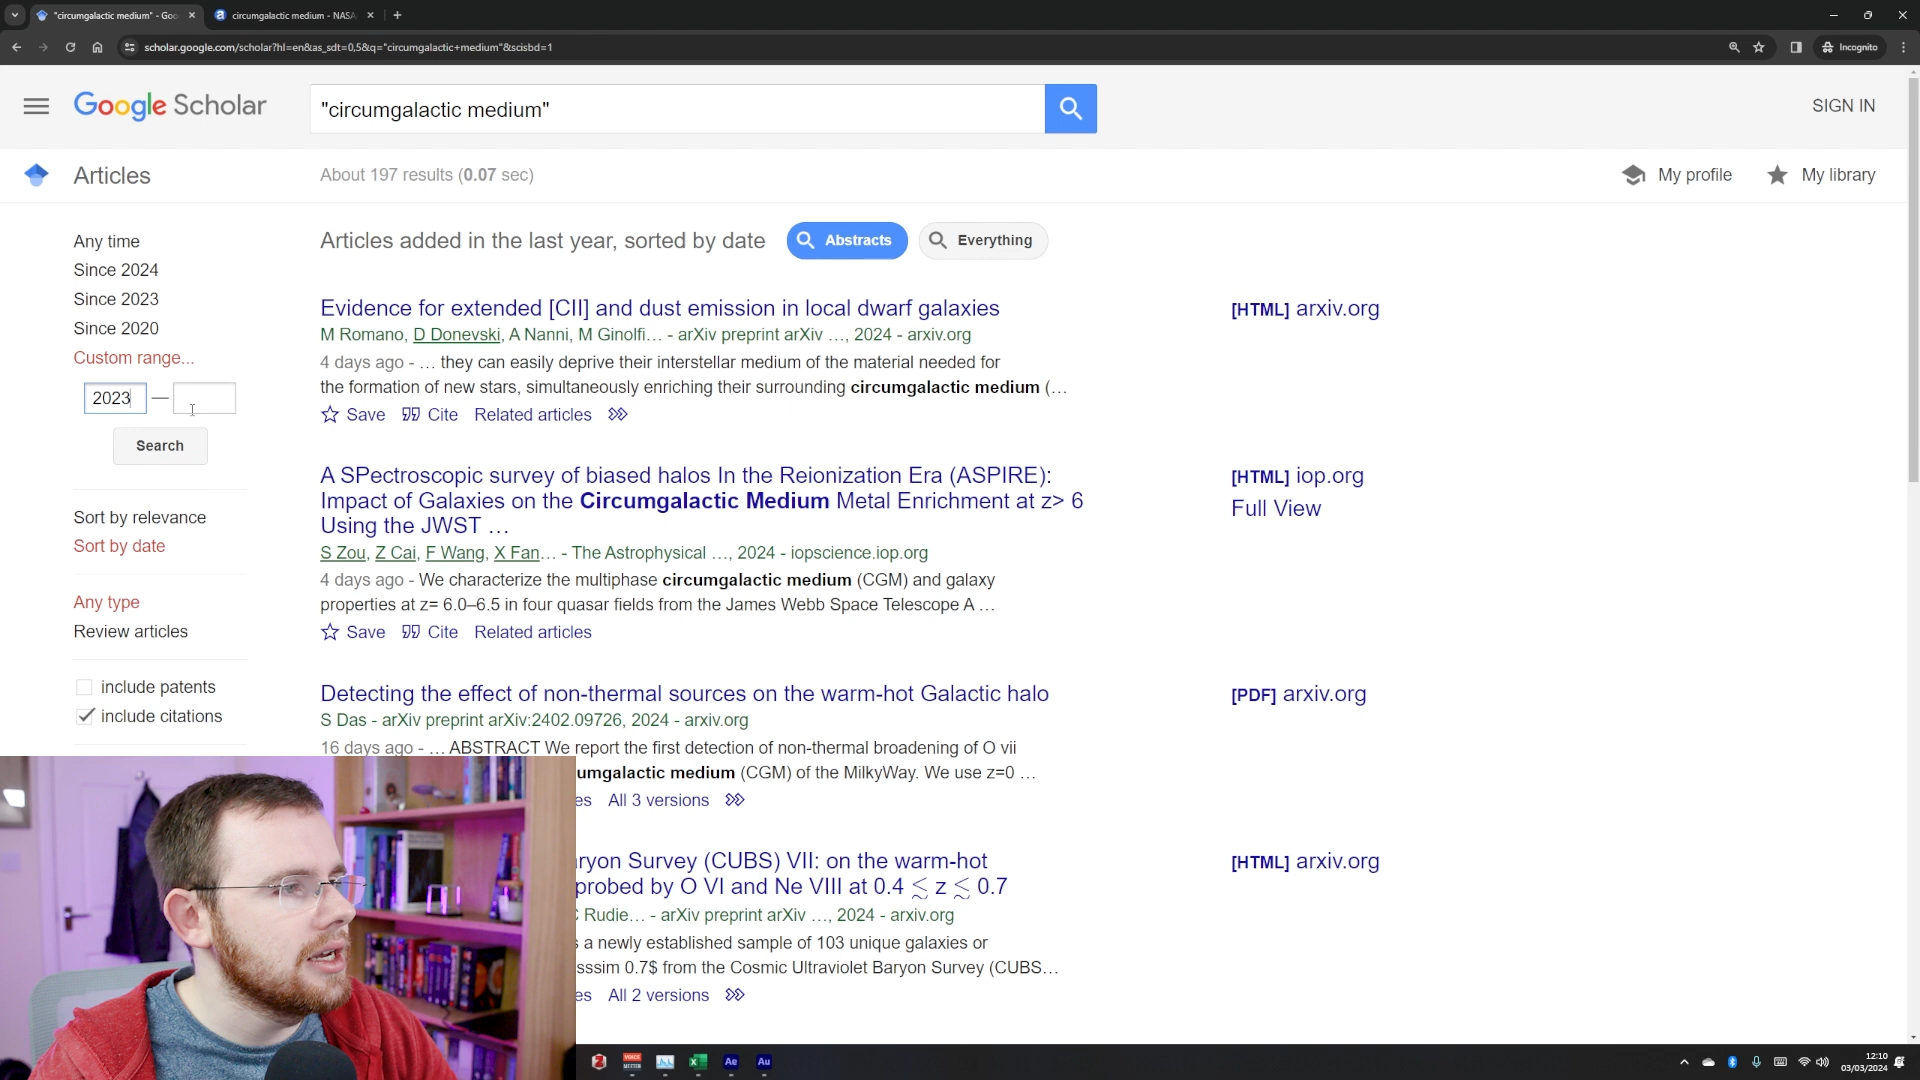 "circumgalactic medium" - Goo
circumgalactic medium - NASA
scholar.google.com/scholar?hl=en&as_sdt=0,5&q="circumgalactic+medium"&scisbd=1
Incognito
Google Scholar
"circumgalactic medium"
SIGN IN
Articles
About 197 results (0.07 sec)
My profile
My library
Any time
Since 2024
Since 2023
Since 2020
Custom range...
2023 —
Search
Sort by relevance
Sort by date
Any type
Review articles
include patents
include citations
Articles added in the last year, sorted by date
Abstracts
Everything
Evidence for extended [CII] and dust emission in local dwarf galaxies
M Romano, D Donevski, A Nanni, M Ginolfi… - arXiv preprint arXiv …, 2024 - arxiv.org
4 days ago - … they can easily deprive their interstellar medium of the material needed for
the formation of new stars, simultaneously enriching their surrounding circumgalactic medium (…
Save Cite Related articles
[HTML] arxiv.org
A SPectroscopic survey of biased halos In the Reionization Era (ASPIRE):
Impact of Galaxies on the Circumgalactic Medium Metal Enrichment at z> 6
Using the JWST …
S Zou, Z Cai, F Wang, X Fan… - The Astrophysical …, 2024 - iopscience.iop.org
4 days ago - We characterize the multiphase circumgalactic medium (CGM) and galaxy
properties at z= 6.0–6.5 in four quasar fields from the James Webb Space Telescope A …
Save Cite Related articles
[HTML] iop.org
Full View
Detecting the effect of non-thermal sources on the warm-hot Galactic halo
S Das - arXiv preprint arXiv:2402.09726, 2024 - arxiv.org
16 days ago - … ABSTRACT We report the first detection of non-thermal broadening of O vii
umgalactic medium (CGM) of the MilkyWay. We use z=0 …
es All 3 versions
[PDF] arxiv.org
ryon Survey (CUBS) VII: on the warm-hot
probed by O VI and Ne VIII at 0.4 ≲ z ≲ 0.7
C Rudie… - arXiv preprint arXiv …, 2024 - arxiv.org
s a newly established sample of 103 unique galaxies or
sssim 0.7$ from the Cosmic Ultraviolet Baryon Survey (CUBS…
es All 2 versions
[HTML] arxiv.org
Ae
Au
12:10
03/03/2024